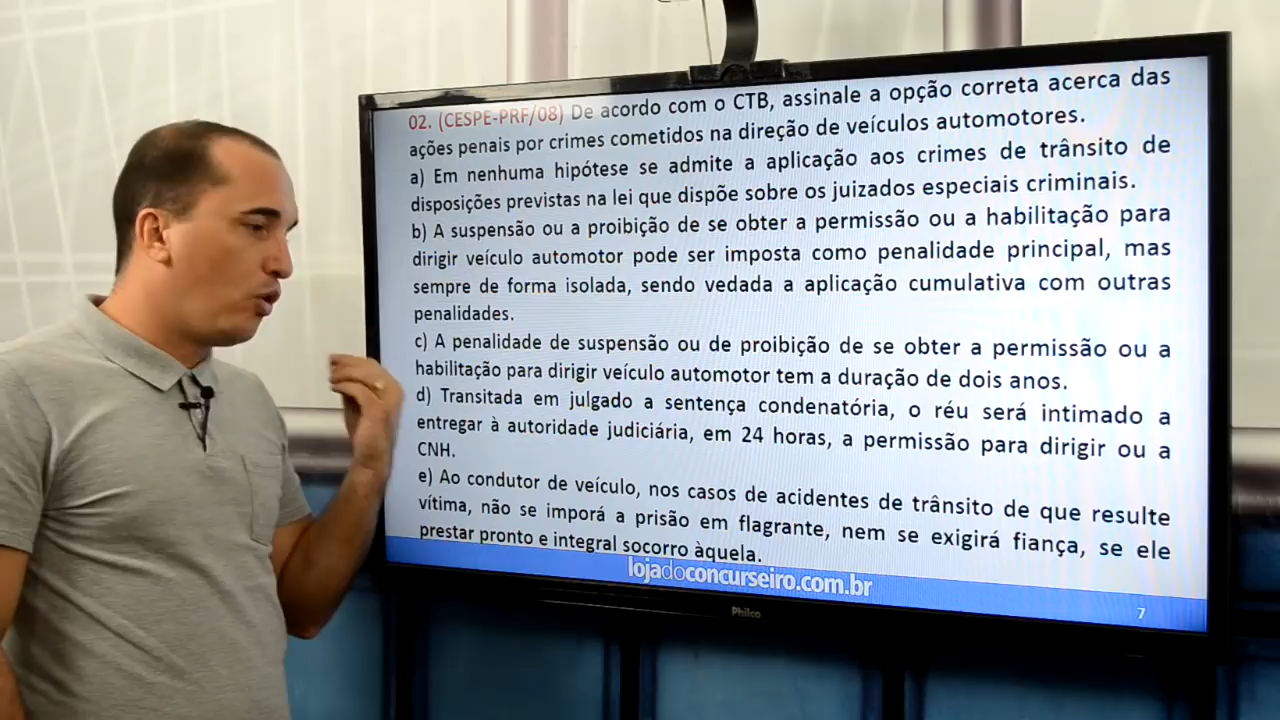 02. (CESPE-PRF/08) De acordo com o CTB, assinale a opção correta acerca das
ações penais por crimes cometidos na direção de veículos automotores.
a) Em nenhuma hipótese se admite a aplicação aos crimes de trânsito de
disposições previstas na lei que dispõe sobre os juizados especiais criminais.
b) A suspensão ou a proibição de se obter a permissão ou a habilitação para
dirigir veículo automotor pode ser imposta como penalidade principal, mas
sempre de forma isolada, sendo vedada a aplicação cumulativa com outras
penalidades.
c) A penalidade de suspensão ou de proibição de se obter a permissão ou a
habilitação para dirigir veículo automotor tem a duração de dois anos.
d) Transitada em julgado a sentença condenatória, o réu será intimado a
entregar à autoridade judiciária, em 24 horas, a permissão para dirigir ou a
CNH.
e) Ao condutor de veículo, nos casos de acidentes de trânsito de que resulte
vítima, não se imporá a prisão em flagrante, nem se exigirá fiança, se ele
prestar pronto e integral socorro àquela.
lojadoconcurseiro.com.br
7
Philco